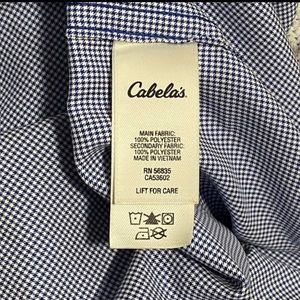 Cabela's
MAIN FABRIC:
100% POLYESTER
SECONDARY FABRIC:
100% POLYESTER
MADE IN VIETNAM
RN 56835
CA53602
LIFT FOR CARE